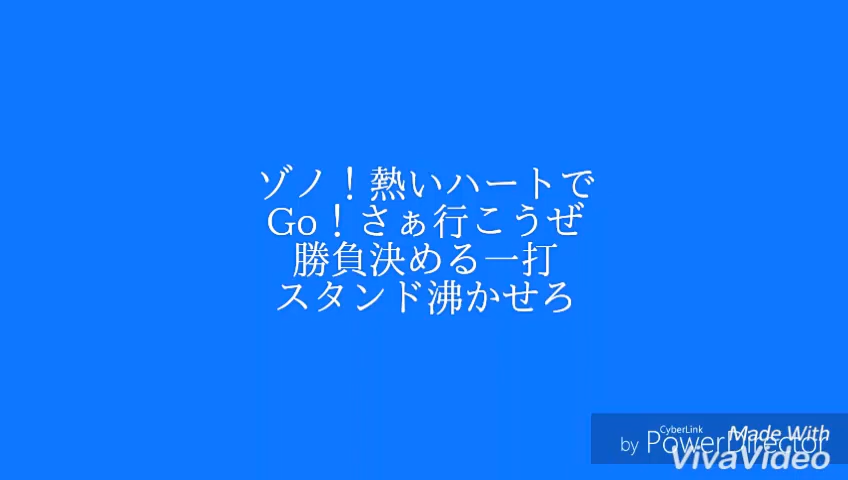 ゾノ！熱いハートで
Go！さぁ行こうぜ
勝負決める一打
スタンド沸かせろ
CyberLink
by PowerDirector
Made With
VivaVideo